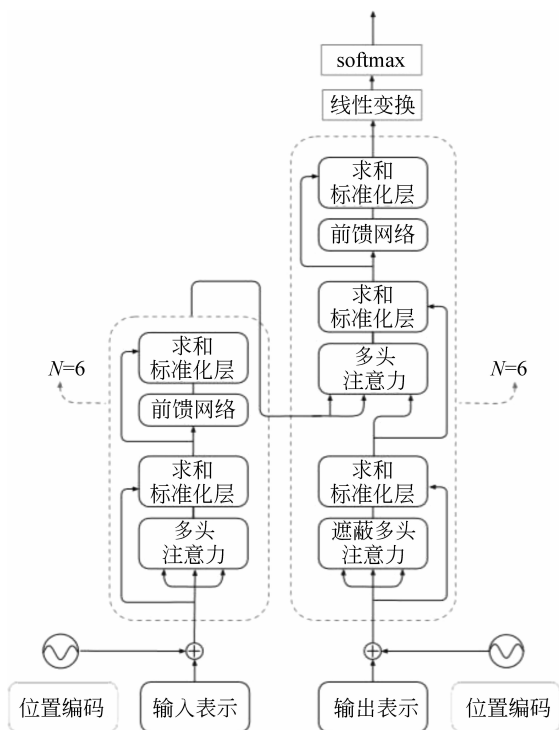 softmax
线性变换
求和
标准化层
前馈网络
求和
标准化层
多头
注意力
求和
标准化层
遮蔽多头
注意力
N=6
N=6
求和
标准化层
前馈网络
求和
标准化层
多头
注意力
位置编码
输入表示
输出表示
位置编码